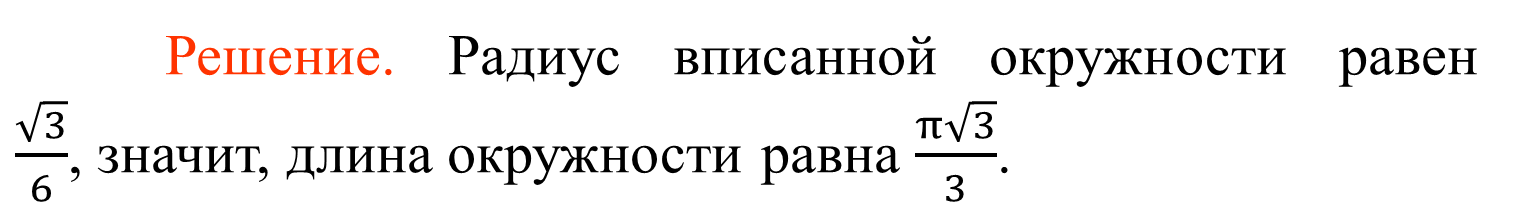 Решение. Радиус вписанной окружности равен
√3/6, значит, длина окружности равна π√3/3.